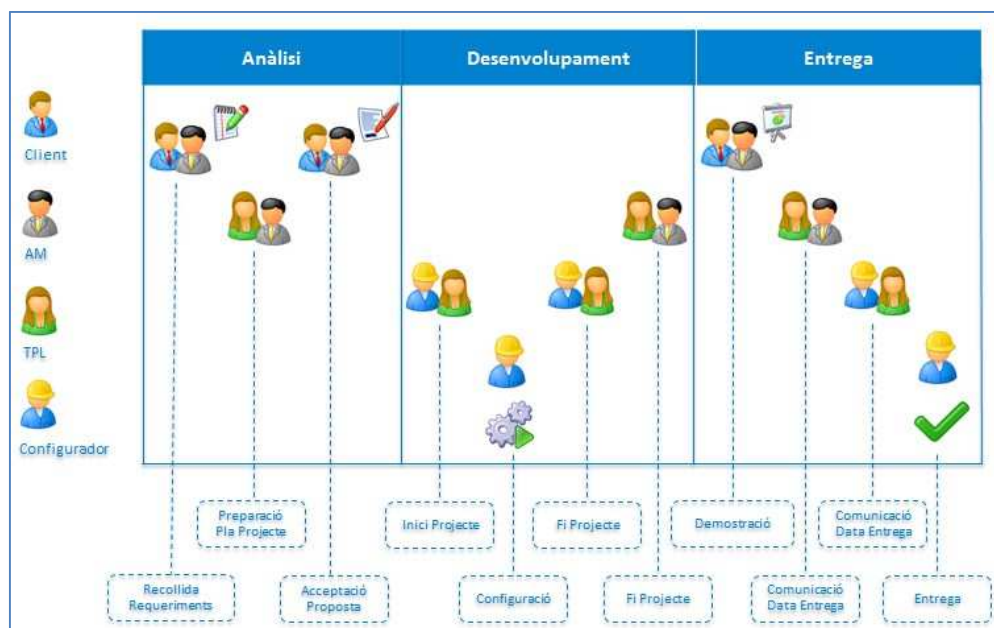 Anàlisi
Desenvolupament
Entrega
Client
AM
TPL
Configurador
Preparació
Pla Projecte
Inici Projecte
Fi Projecte
Demostració
Comunicació
Data Entrega
Recollida
Requeriments
Acceptació
Proposta
Configuració
Fi Projecte
Comunicació
Data Entrega
Entrega